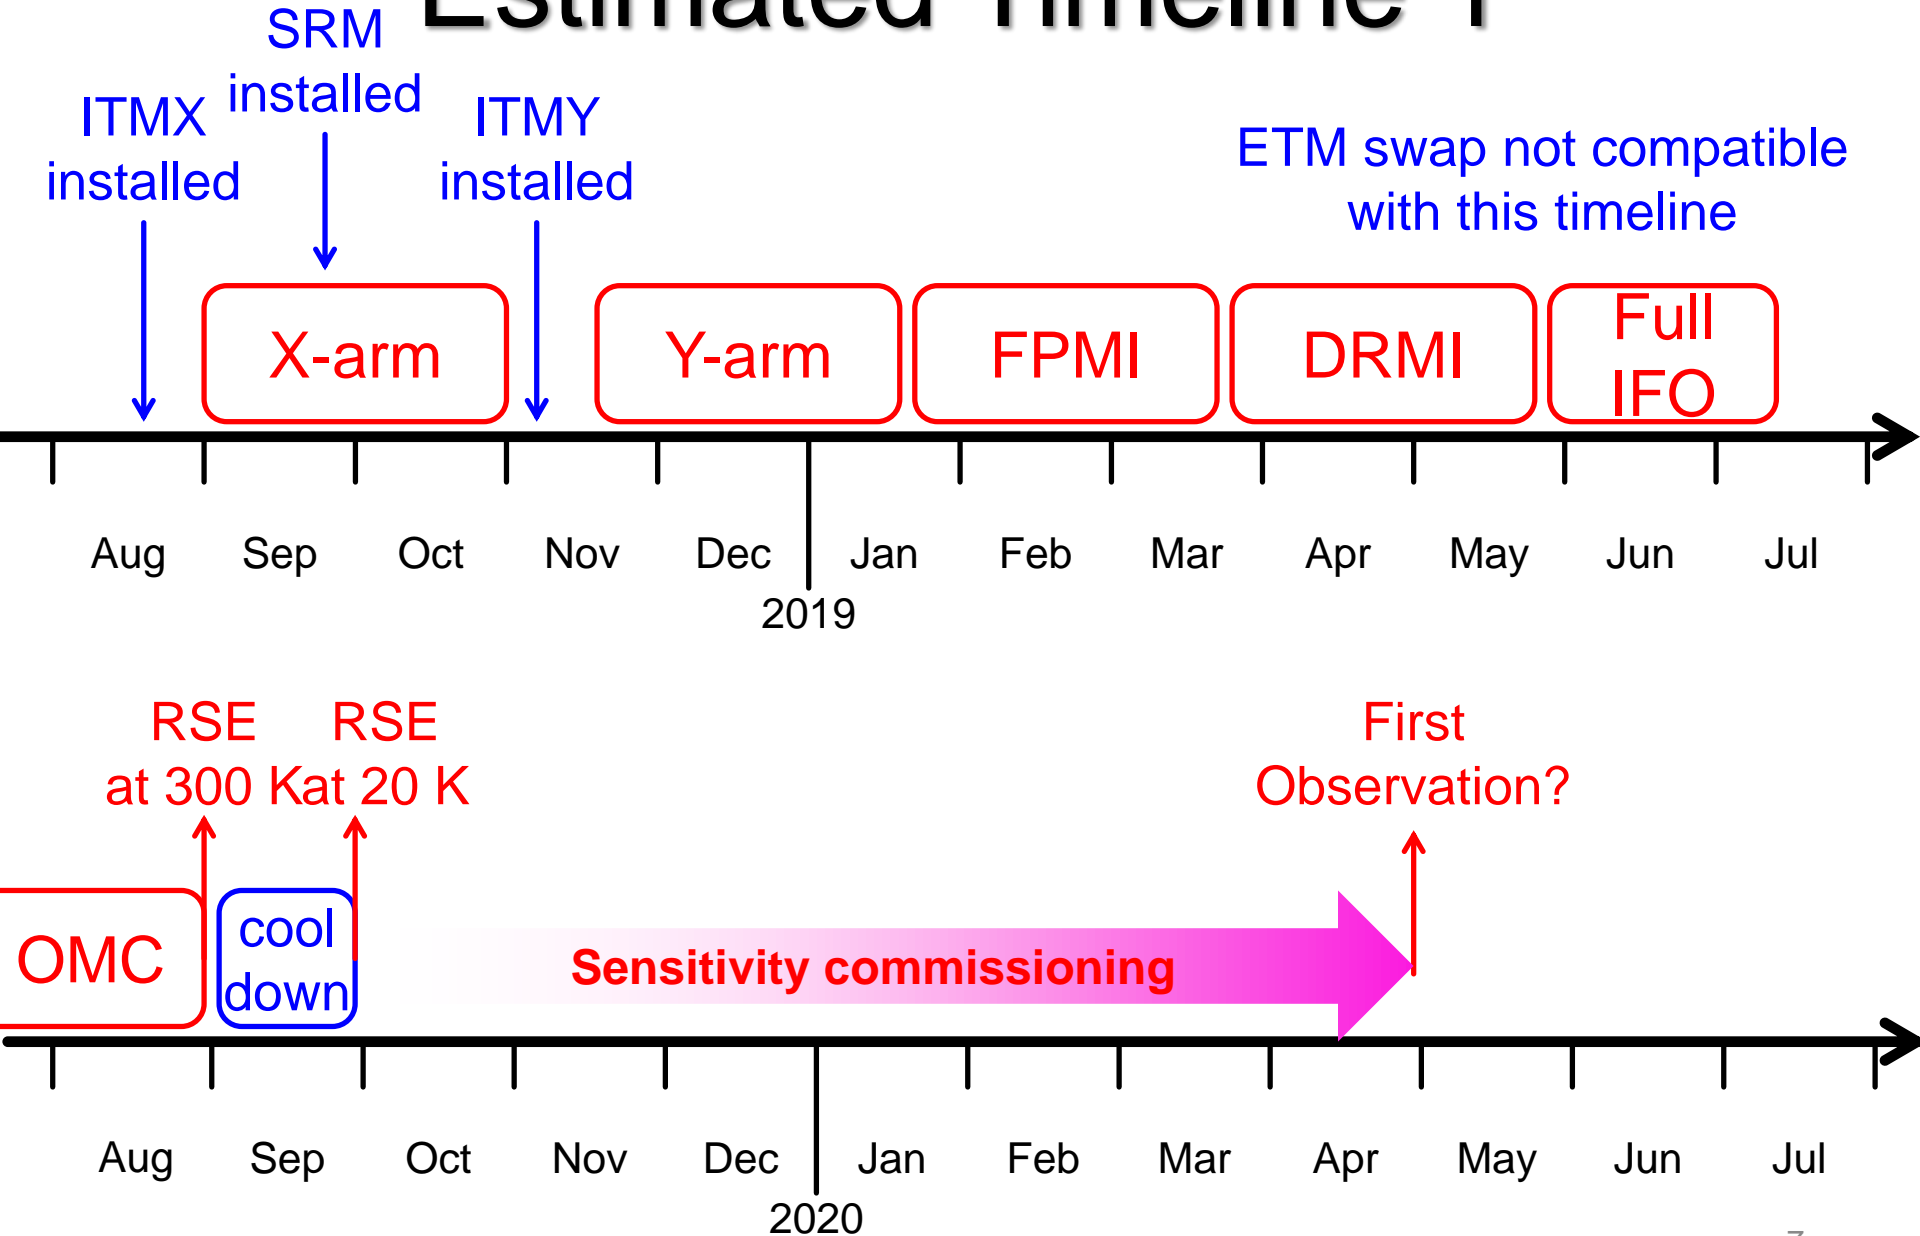 Estimated Timeline 1
SRM
installed
ITMX
installed
ITMY
installed
ETM swap not compatible
with this timeline
X-arm
Y-arm
FPMI
DRMI
Full
IFO
Aug Sep Oct Nov Dec Jan Feb Mar Apr May Jun Jul
2019
RSE
at 300 K
RSE
at 20 K
First
Observation?
OMC
cool
down
Sensitivity commissioning
Aug Sep Oct Nov Dec Jan Feb Mar Apr May Jun Jul
2020